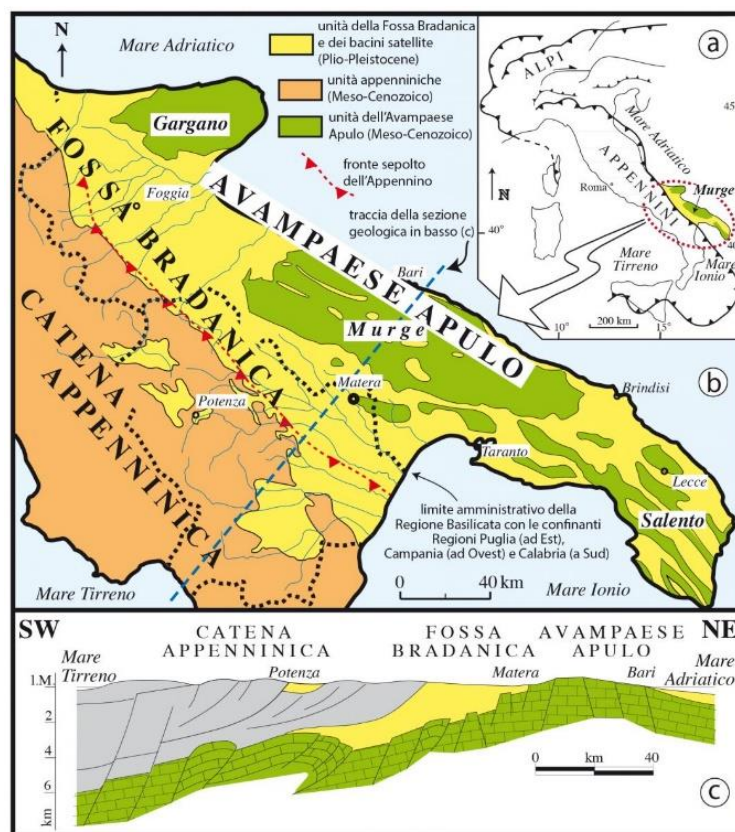 N
Mare Adriatico
unità della Fossa Bradanica
e dei bacini satellite
(Plio-Pleistocene)
unità appenniniche
(Meso-Cenozoico)
unità dell'Avampaese
Apulo (Meso-Cenozoico)
fronte sepolto
dell'Appennino
traccia della sezione
geologica in basso (c)
Gargano
Foggia
FOSSA BRADANICA
AVAMPAESE APULO
CATENA APPENNINICA
Bari
Murge
Matera
Potenza
Brindisi
Taranto
Lecce
Salento
b
limite amministrativo della
Regione Basilicata con le confinanti
Regioni Puglia (ad Est),
Campania (ad Ovest) e Calabria (a Sud)
0 40 km
Mare Tirreno
Mare Ionio
a
ALPI
45°
Mare Adriatico
APPENNINI
N
Roma
Murge
40°
40
Mare
Tirreno
Mare
Ionio
10°
200 km
15°
SW
CATENA
APPENNINICA
FOSSA
BRADANICA
AVAMPAESE
APULO
NE
Mare
Tirreno
Potenza
Matera
Bari
Mare
Adriatico
l.M.
2
4
6
km
0 km 40
c